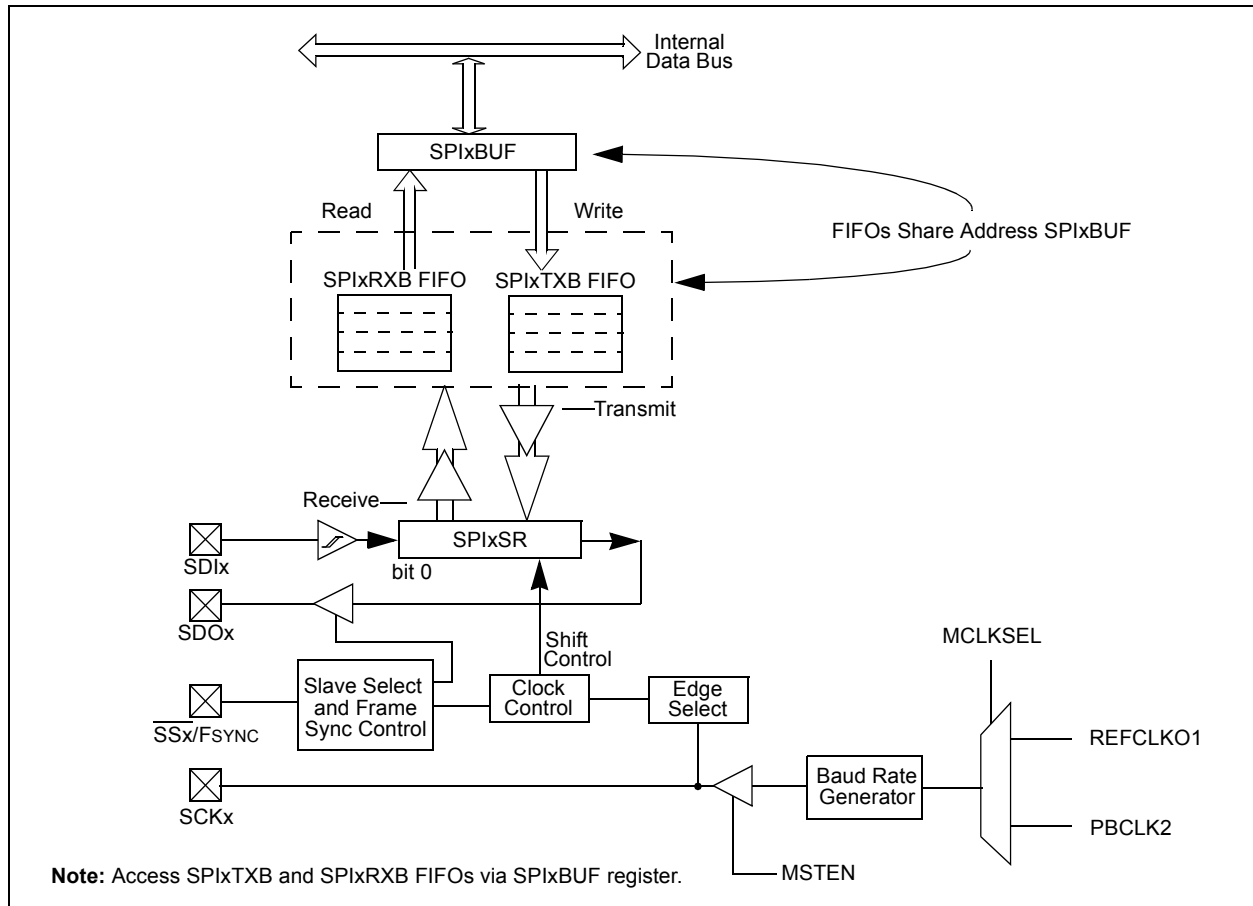 Internal
Data Bus
SPIxBUF
Read
Write
FIFOs Share Address SPIxBUF
SPIxRXB FIFO
SPIxTXB FIFO
Transmit
Receive
SPIxSR
SDIx
bit 0
SDOx
Shift
Control
MCLKSEL
Slave Select
and Frame
Sync Control
Clock
Control
Edge
Select
SSx/FSYNC
REFCLKO1
Baud Rate
Generator
SCKx
PBCLK2
MSTEN
Note: Access SPIxTXB and SPIxRXB FIFOs via SPIxBUF register.